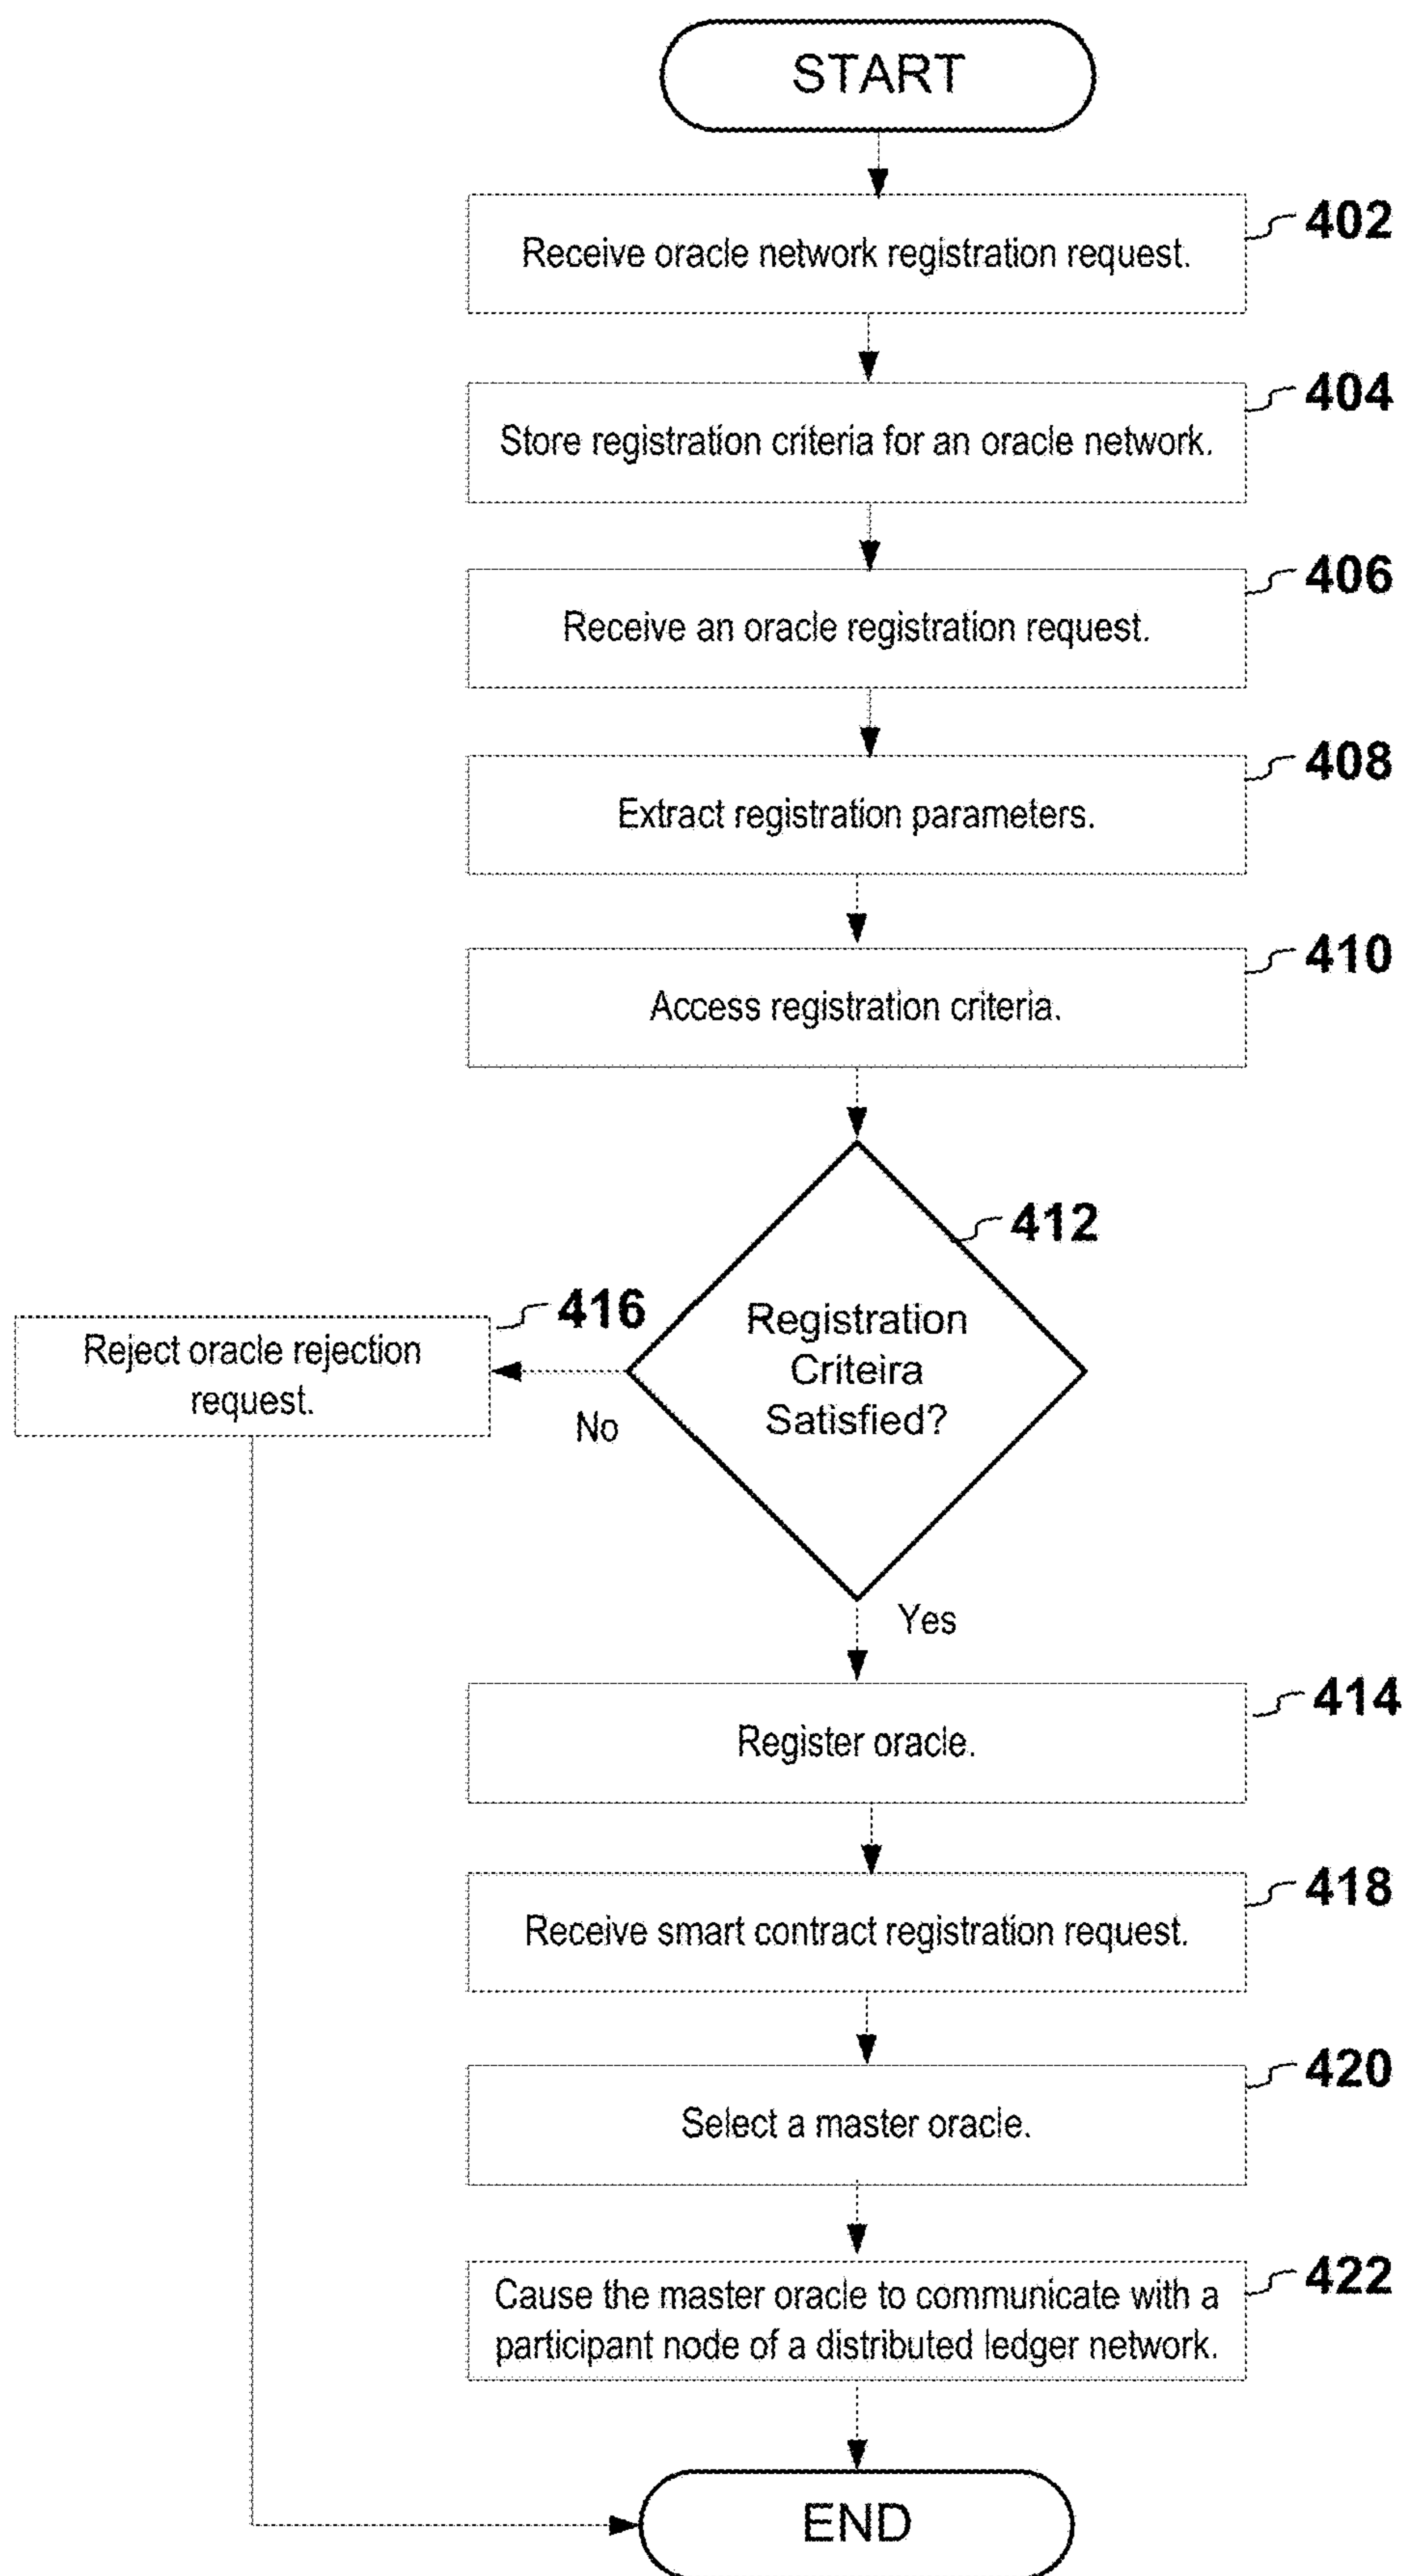 START
402
Receive oracle network registration request.
404
Store registration criteria for an oracle network.
406
Receive an oracle registration request.
408
Extract registration parameters.
410
Access registration criteria.
412
Registration
Criteira
Satisfied?
416
Reject oracle rejection
request.
No
Yes
414
Register oracle.
418
Receive smart contract registration request.
420
Select a master oracle.
422
Cause the master oracle to communicate with a
participant node of a distributed ledger network.
END